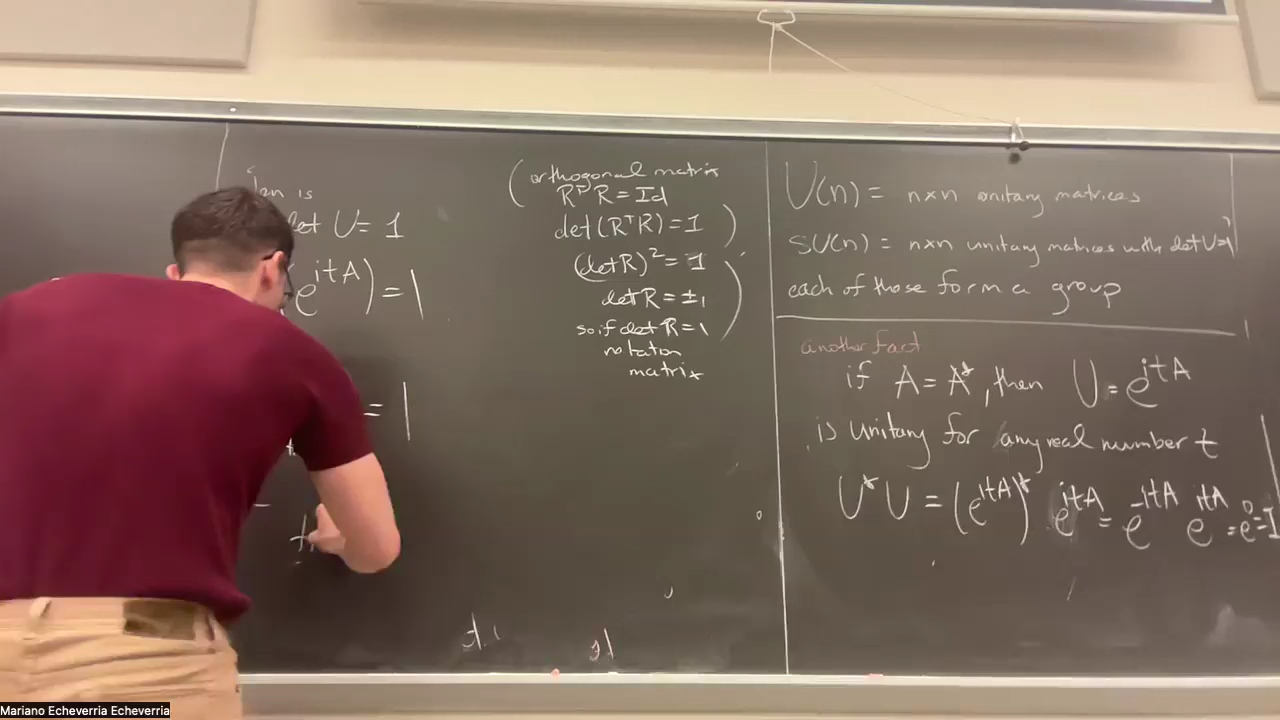 is
det U = 1
e^{itA}) = 1
= 1
(orthogonal matrix
R^T R = Id
det(R^T R) = 1 )
(det R)^2 = 1
det R = ±1
so if det R = 1
rotation
matrix
U(n) = n×n unitary matrices
SU(n) = n×n unitary matrices with det U=1
each of those form a group
another fact
if A = A*, then U = e^{itA}
is unitary for any real number t
U* U = (e^{itA})* e^{itA} = e^{-itA} e^{itA} = e^0 = I
Mariano Echeverria Echeverria